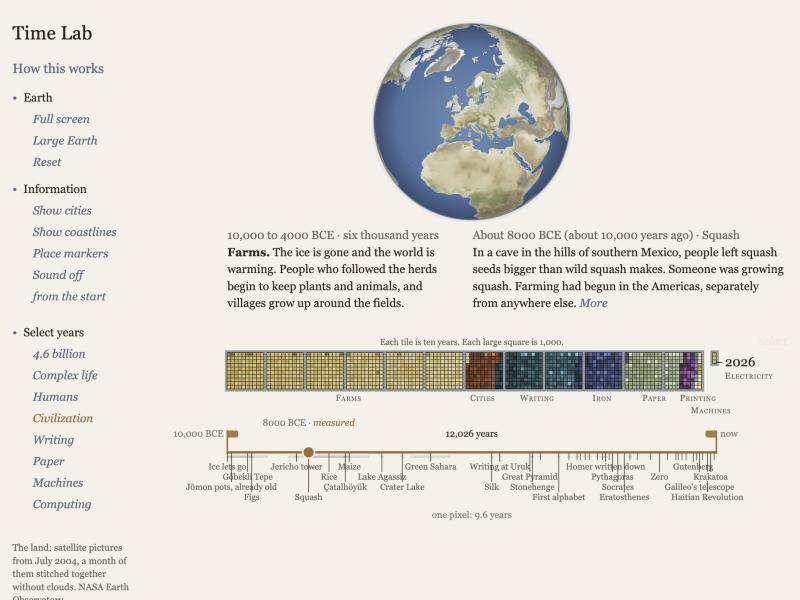 Time Lab
How this works
• Earth
Full screen
Large Earth
Reset
• Information
Show cities
Show coastlines
Place markers
Sound off
from the start
• Select years
4.6 billion
Complex life
Humans
Civilization
Writing
Paper
Machines
Computing
The land: satellite pictures
from July 2004, a month of
them stitched together
without clouds. NASA Earth
10,000 to 4000 BCE · six thousand years
Farms. The ice is gone and the world is
warming. People who followed the herds
begin to keep plants and animals, and
villages grow up around the fields.
About 8000 BCE (about 10,000 years ago) · Squash
In a cave in the hills of southern Mexico, people left squash
seeds bigger than wild squash makes. Someone was growing
squash. Farming had begun in the Americas, separately
from anywhere else. More
Each tile is ten years. Each large square is 1,000.
select
2026
Electricity
Farms Cities Writing Iron Paper Printing
Machines
8000 BCE · measured
10,000 BCE 12,026 years now
Ice lets go Jericho tower Maize Green Sahara Writing at Uruk Homer written down Gutenberg
Göbekli Tepe Rice Lake Agassiz Great Pyramid Pythagoras Zero Krakatoa
Jōmon pots, already old Çatalhöyük Crater Lake Silk Stonehenge Socrates Galileo's telescope
Figs Squash First alphabet Eratosthenes Haitian Revolution
one pixel: 9.6 years